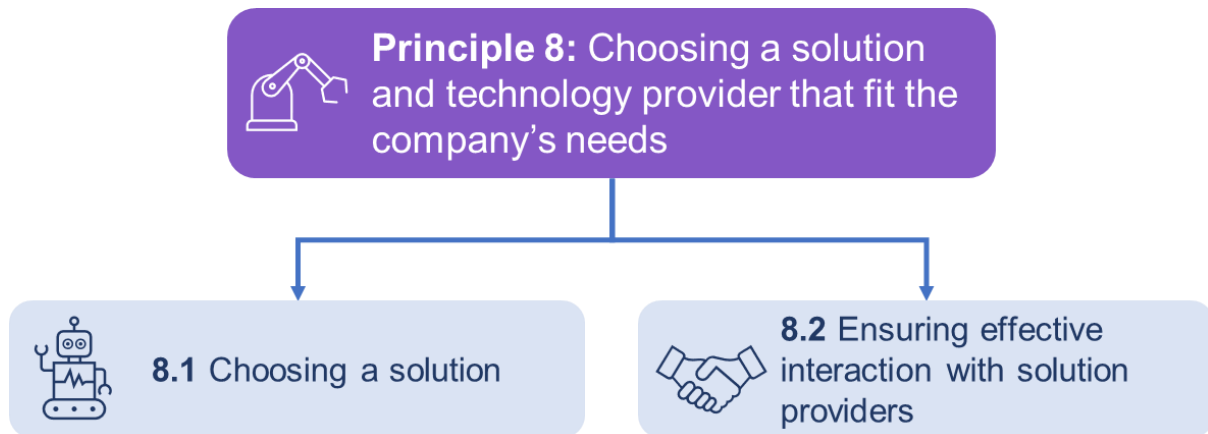 Principle 8: Choosing a solution
and technology provider that fit the
company’s needs
8.1 Choosing a solution
8.2 Ensuring effective
interaction with solution
providers